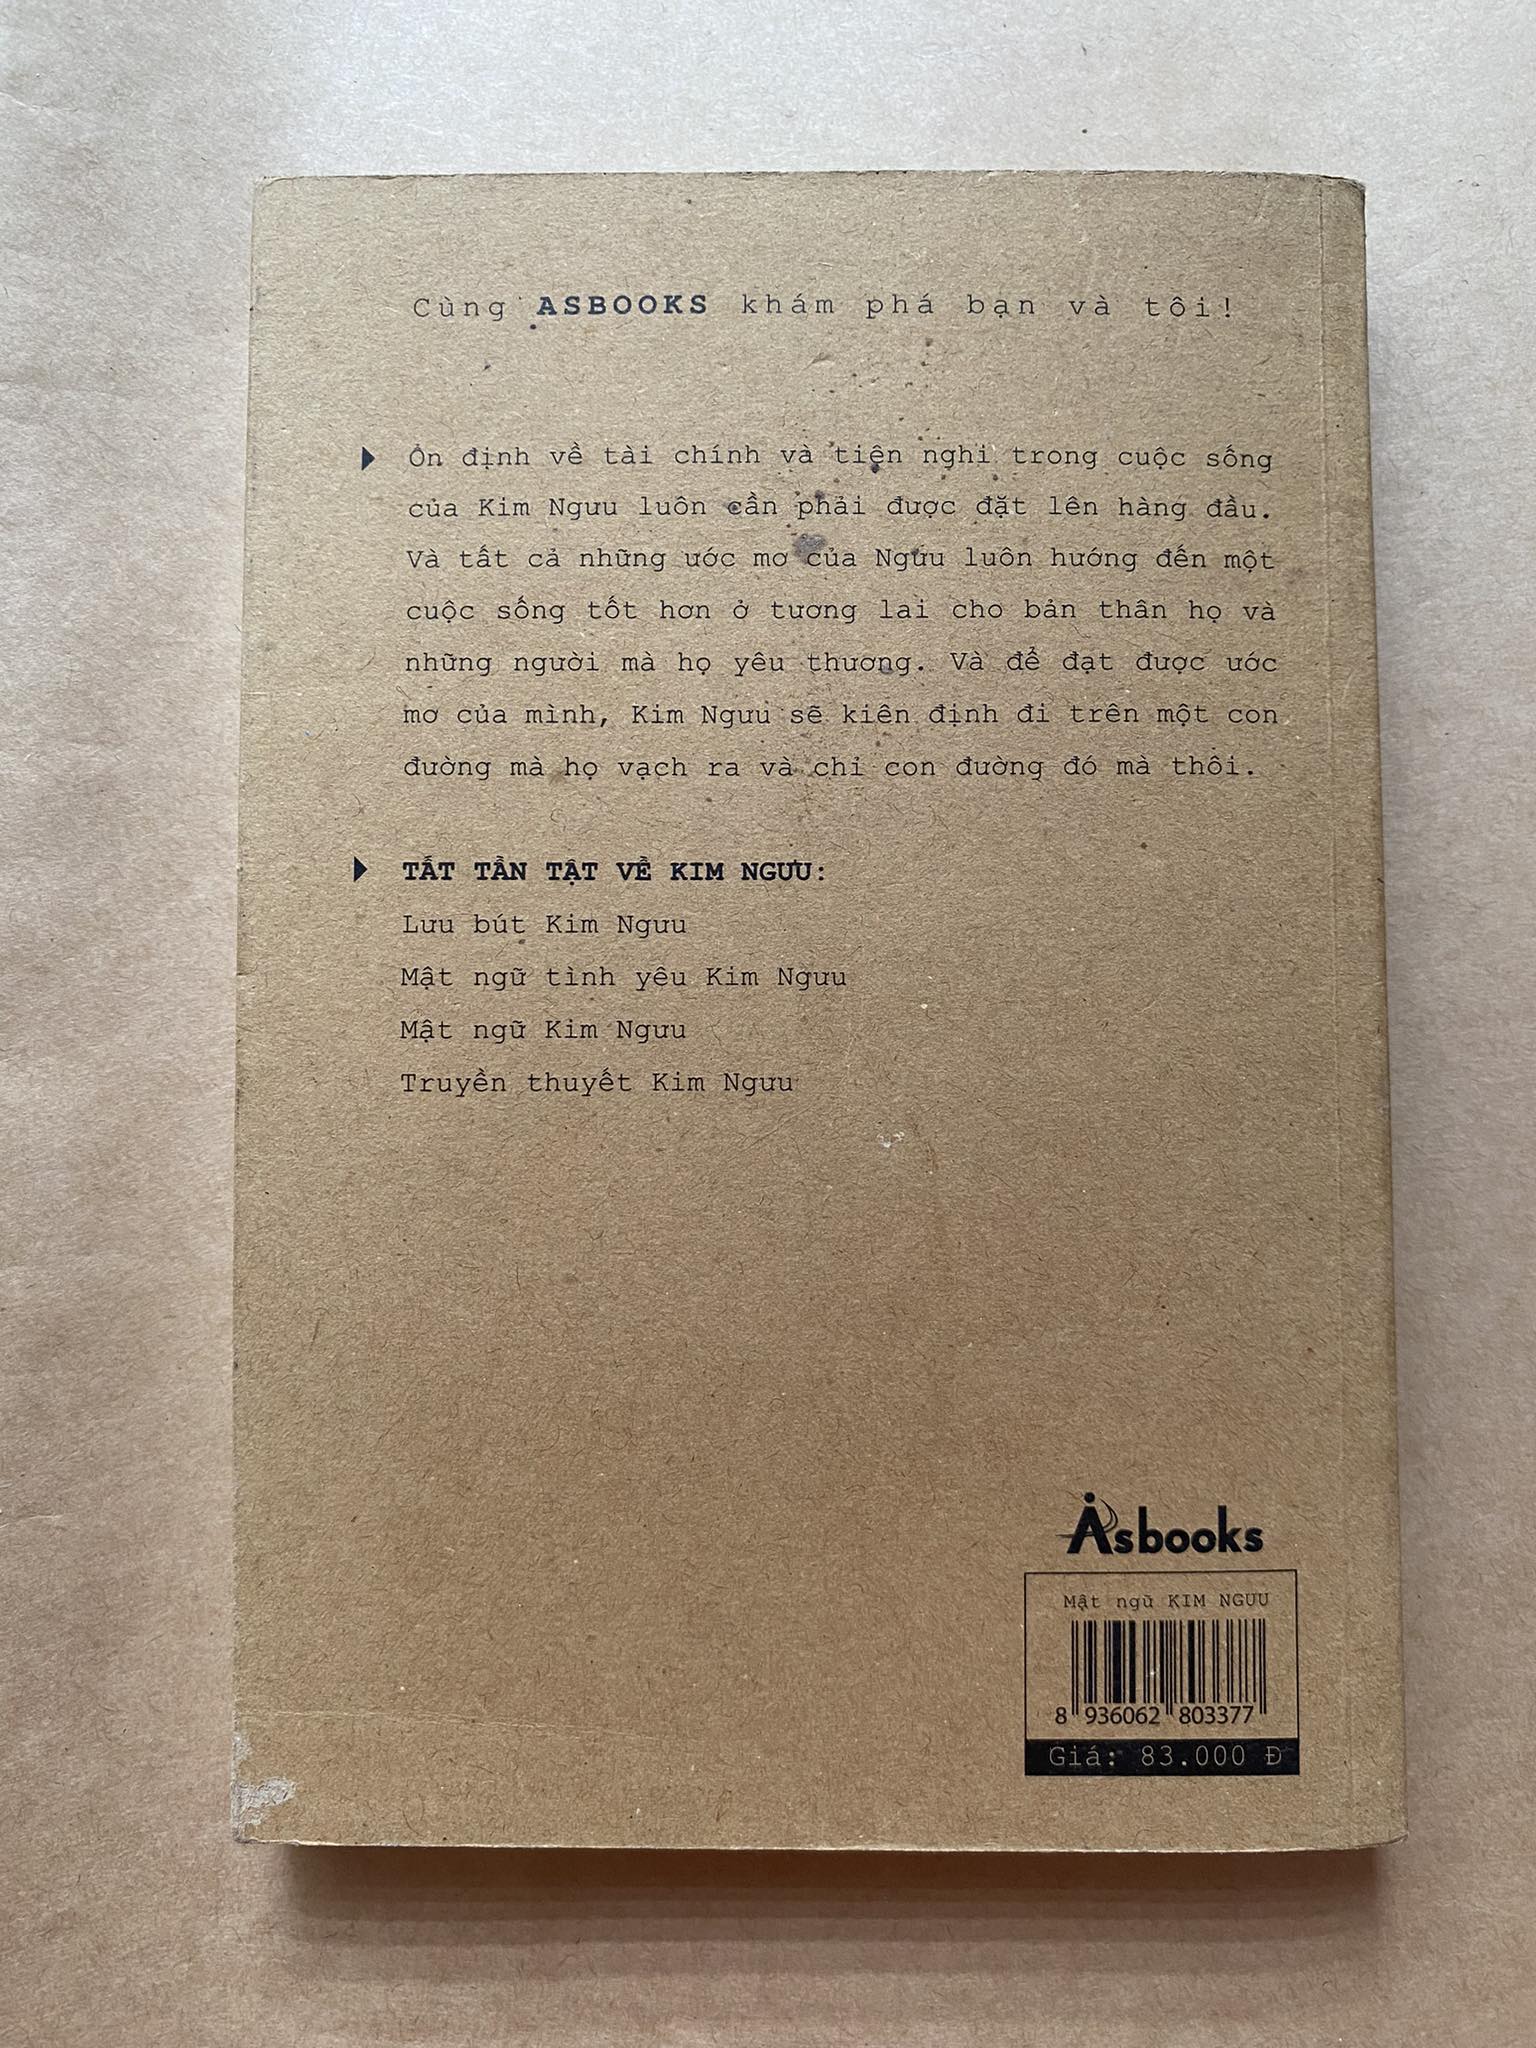 Cùng ASBOOKS khám phá bạn và tôi!
Ổn định về tài chính và tiện nghi trong cuộc sống
của Kim Ngưu luôn cần phải được đặt lên hàng đầu.
Và tất cả những ước mơ của Ngưu luôn hướng đến một
cuộc sống tốt hơn ở tương lai cho bản thân họ và
những người mà họ yêu thương. Và để đạt được ước
mơ của mình, Kim Ngưu sẽ kiên định đi trên một con
đường mà họ vạch ra và chỉ con đường đó mà thôi.
TẤT TẦN TẬT VỀ KIM NGƯU:
Lưu bút Kim Ngưu
Mật ngữ tình yêu Kim Ngưu
Mật ngữ Kim Ngưu
Truyền thuyết Kim Ngưu
Asbooks
Mật ngữ KIM NGƯU
8 936062 803377
Giá: 83.000 Đ